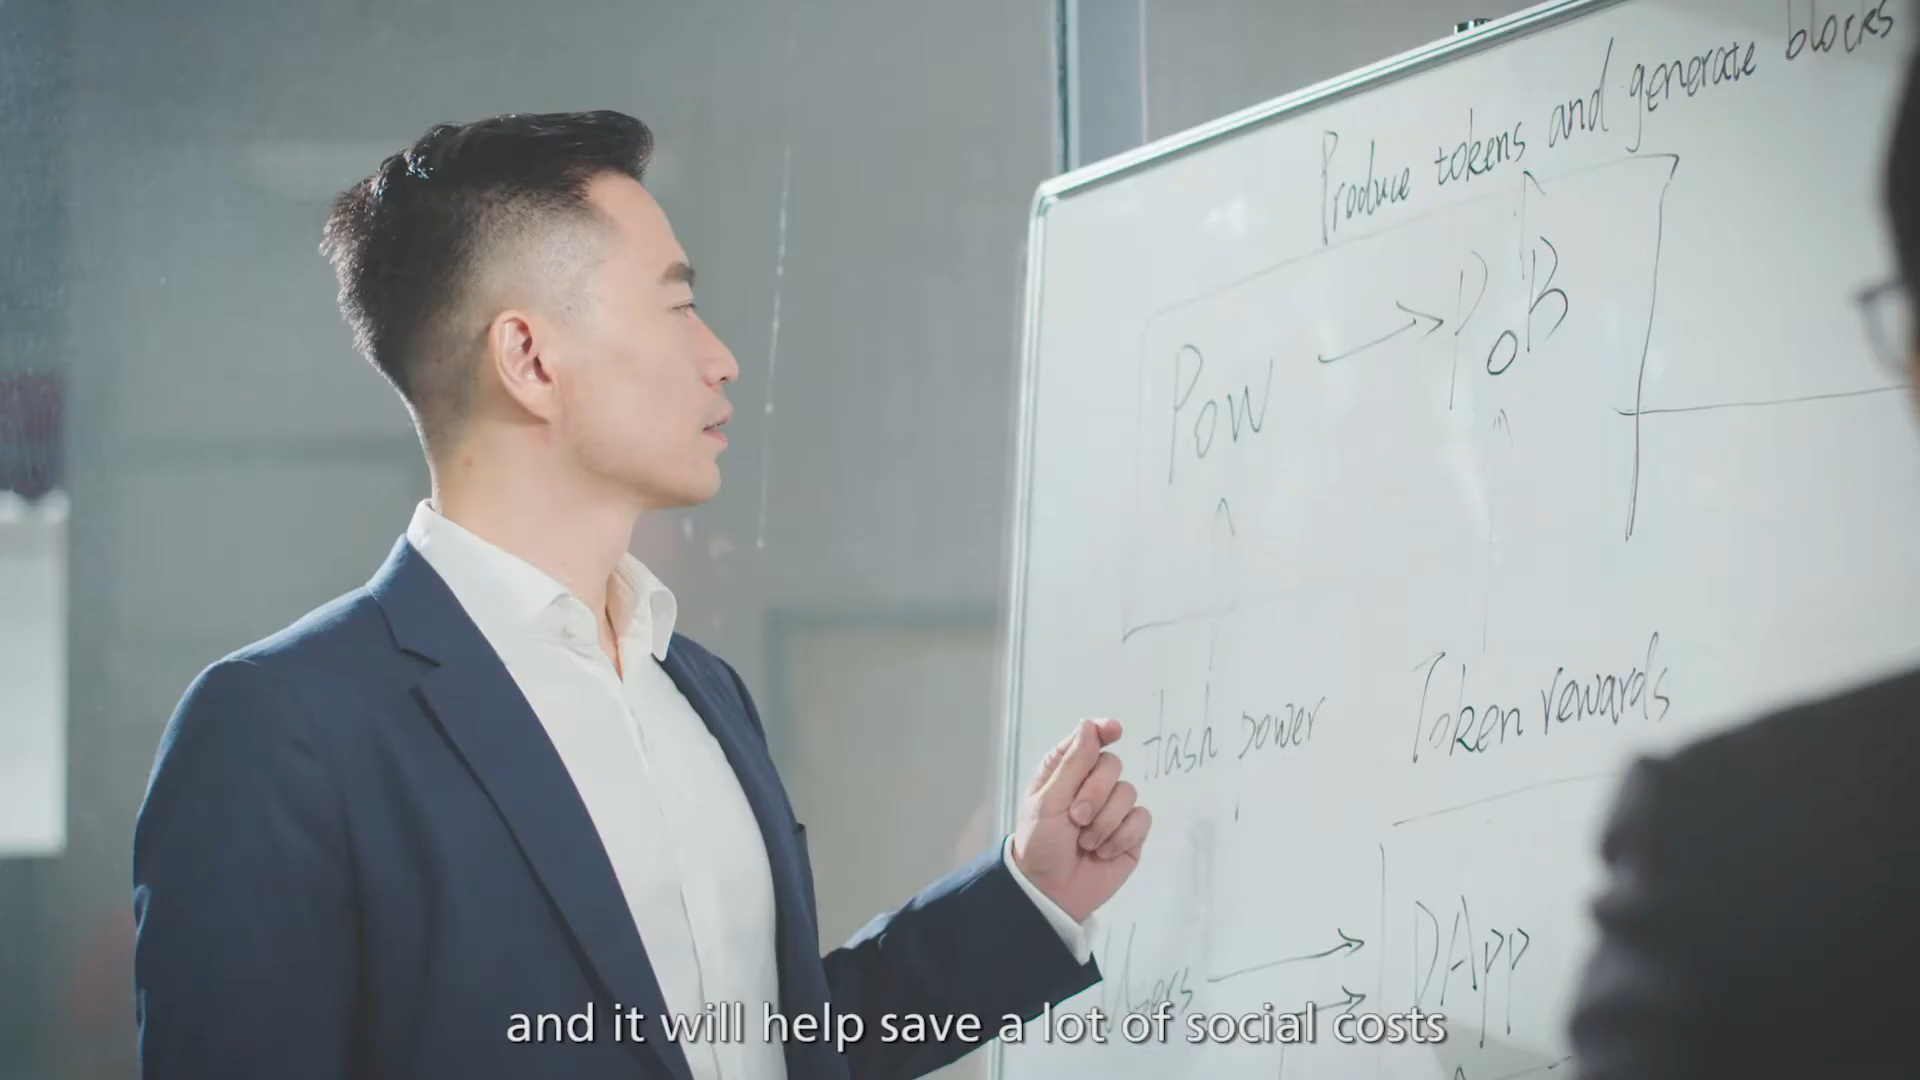 Produce tokens and generate blocks
PoW
PoB
Hash power
Token rewards
Users
DApp
and it will help save a lot of social costs